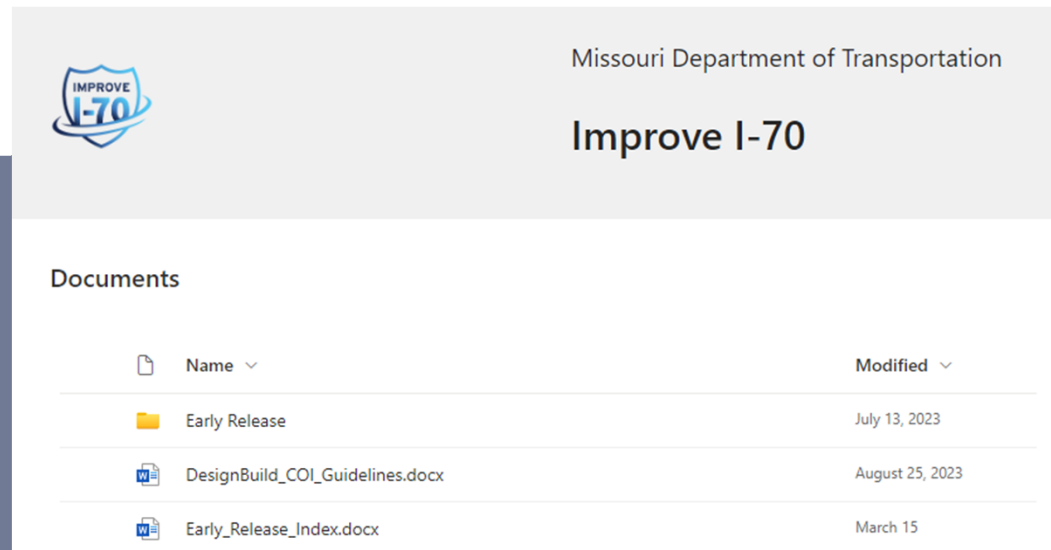 IMPROVE
I-70
Missouri Department of Transportation
Improve I-70
Documents
Name Modified
Early Release July 13, 2023
DesignBuild_COI_Guidelines.docx August 25, 2023
Early_Release_Index.docx March 15